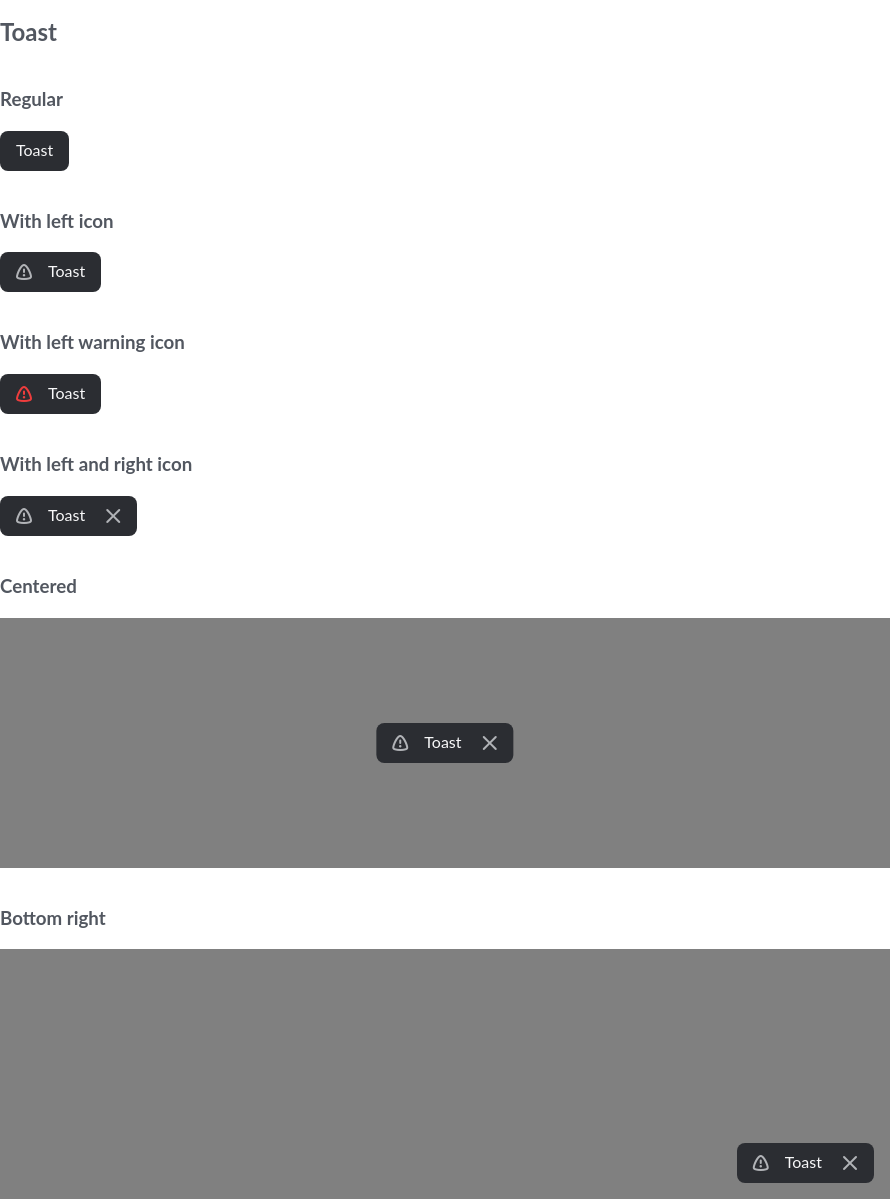 Toast
Regular
Toast
With left icon
Toast
With left warning icon
Toast
With left and right icon
Toast
Centered
Toast
Bottom right
Toast